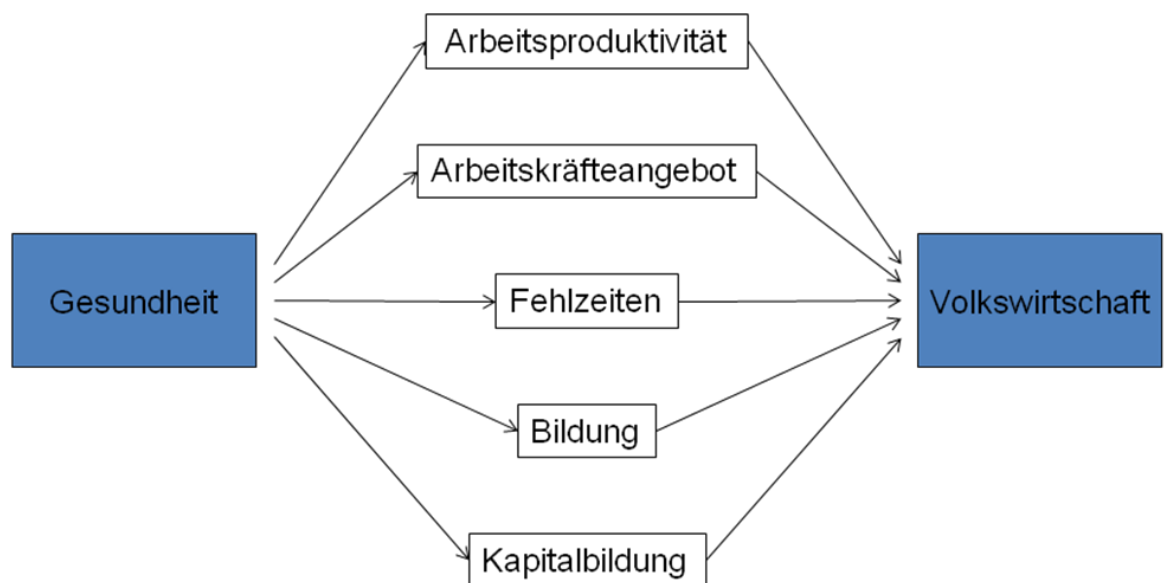 Arbeitsproduktivität
Arbeitskräfteangebot
Gesundheit
Fehlzeiten
Volkswirtschaft
Bildung
Kapitalbildung